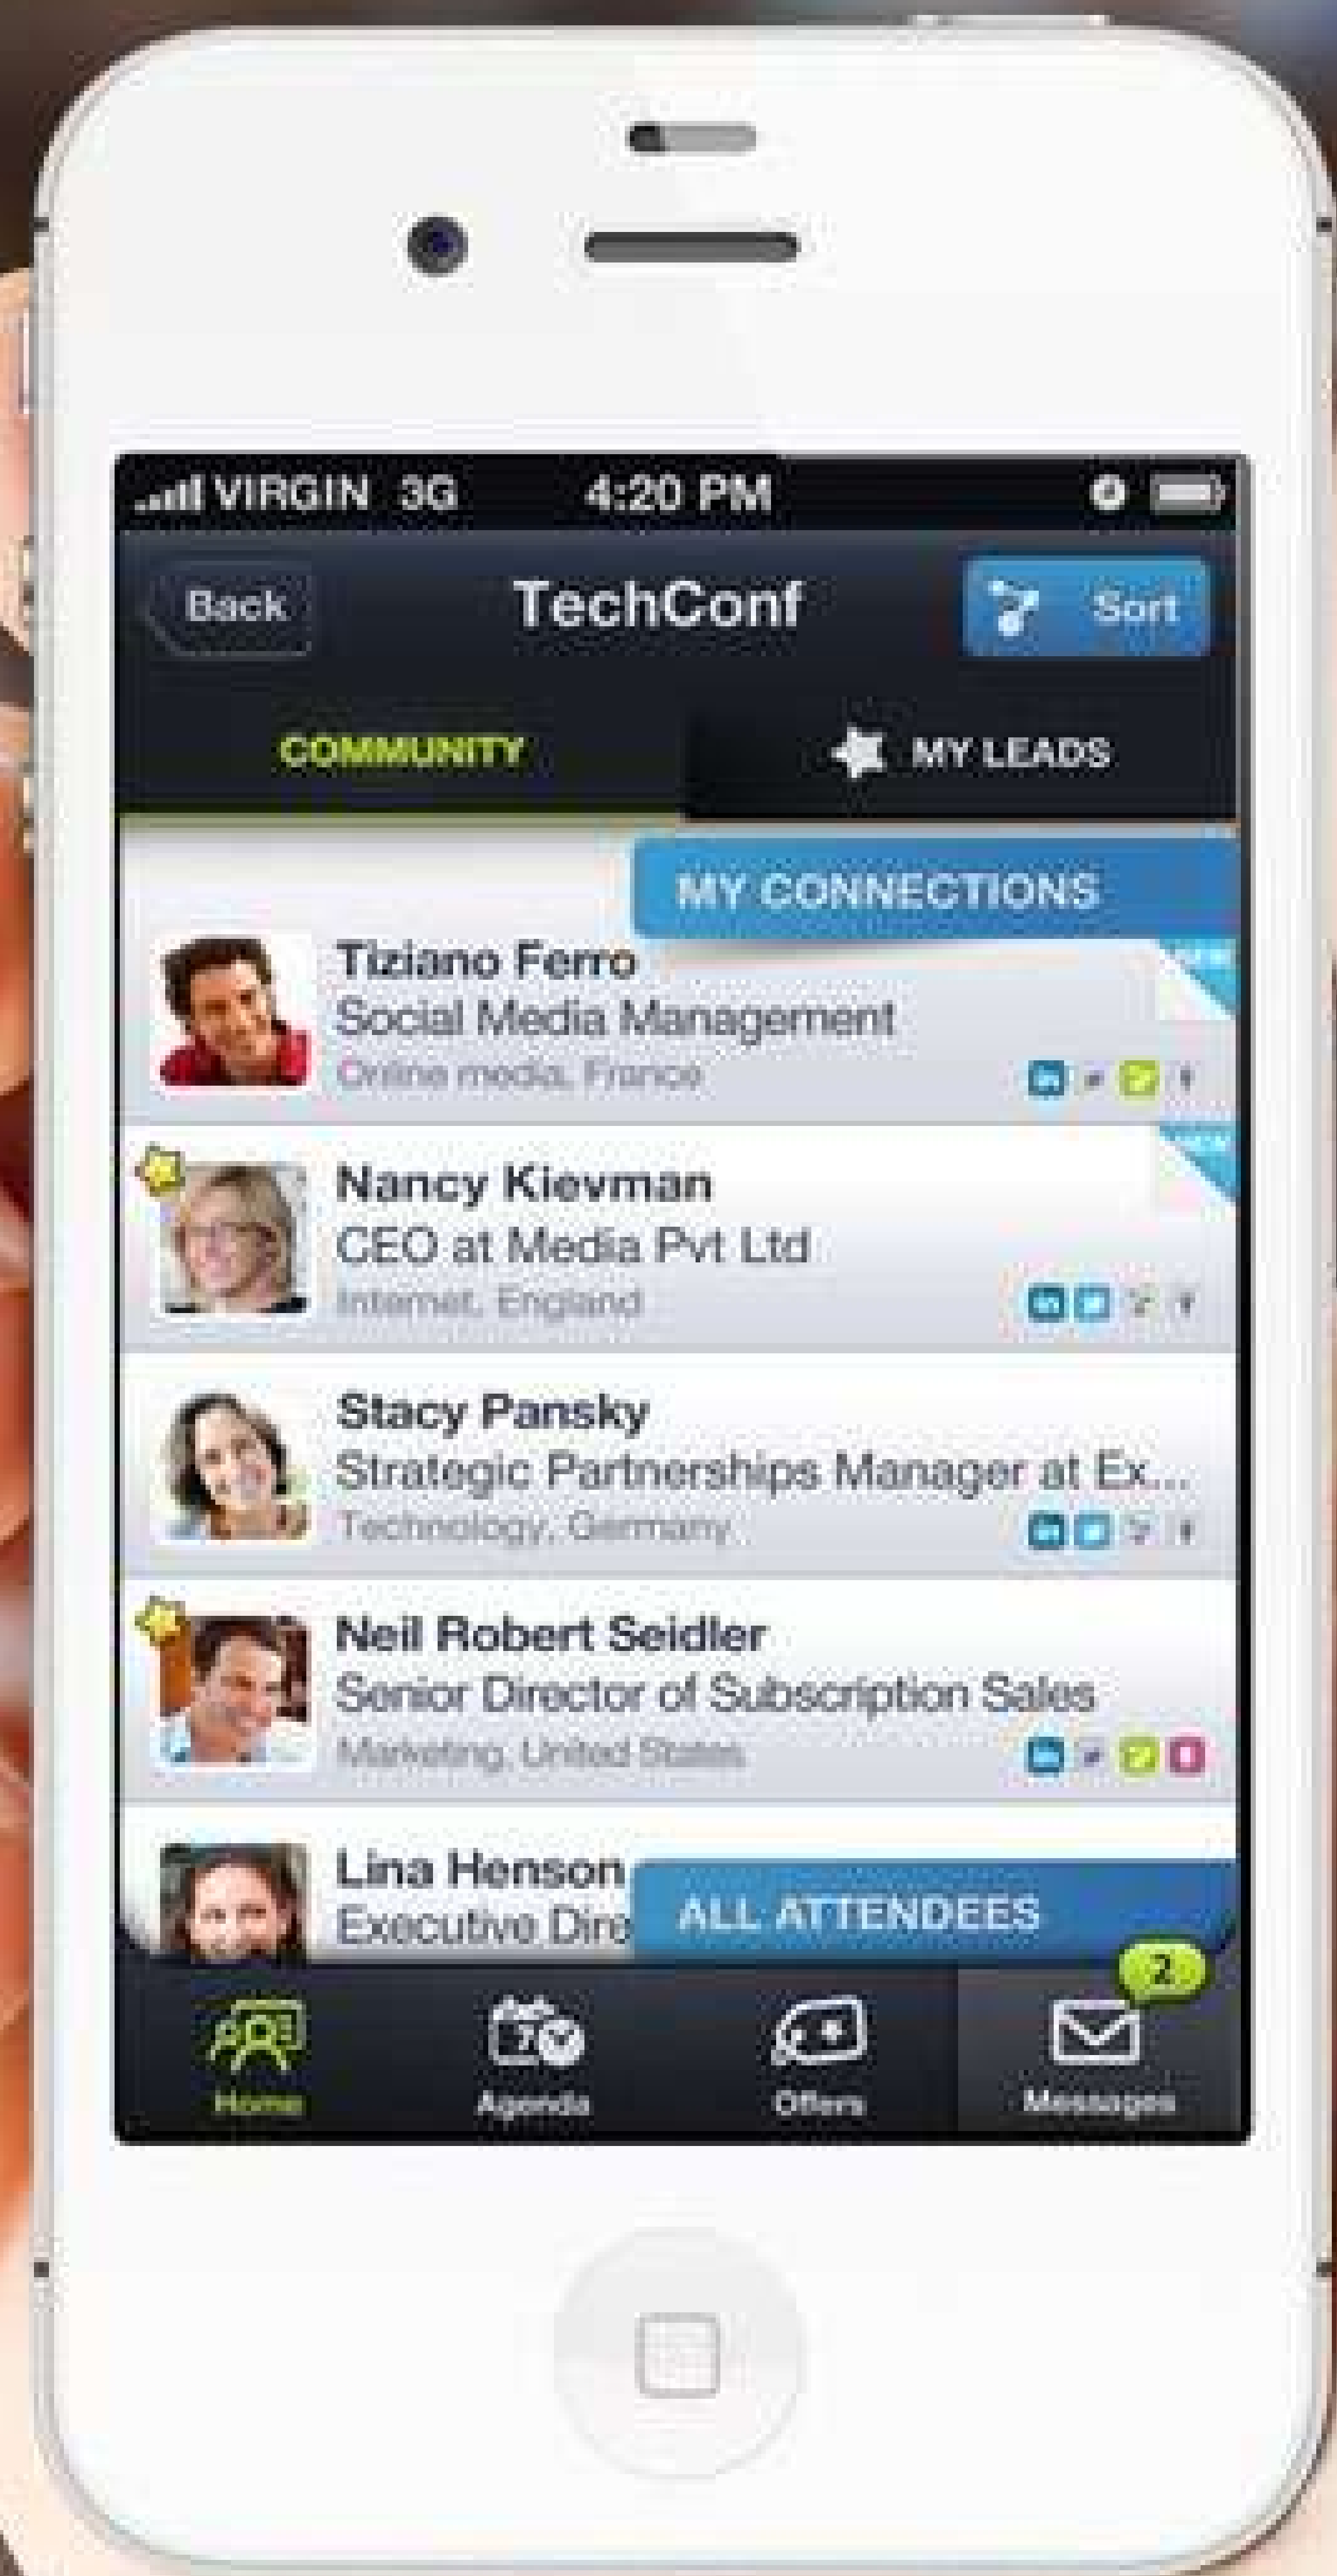 VIRGIN 3G 4:20 PM
Back TechConf Sort
COMMUNITY MY LEADS
MY CONNECTIONS
Tiziano Ferro
Social Media Management
Online media, France
Nancy Kievman
CEO at Media Pvt Ltd
Internet, England
Stacy Pansky
Strategic Partnerships Manager at Ex...
Technology, Germany
Neil Robert Seidler
Senior Director of Subscription Sales
Marketing, United States
Lina Henson
Executive Dire
ALL ATTENDEES
2
Home Agenda Offers Messages